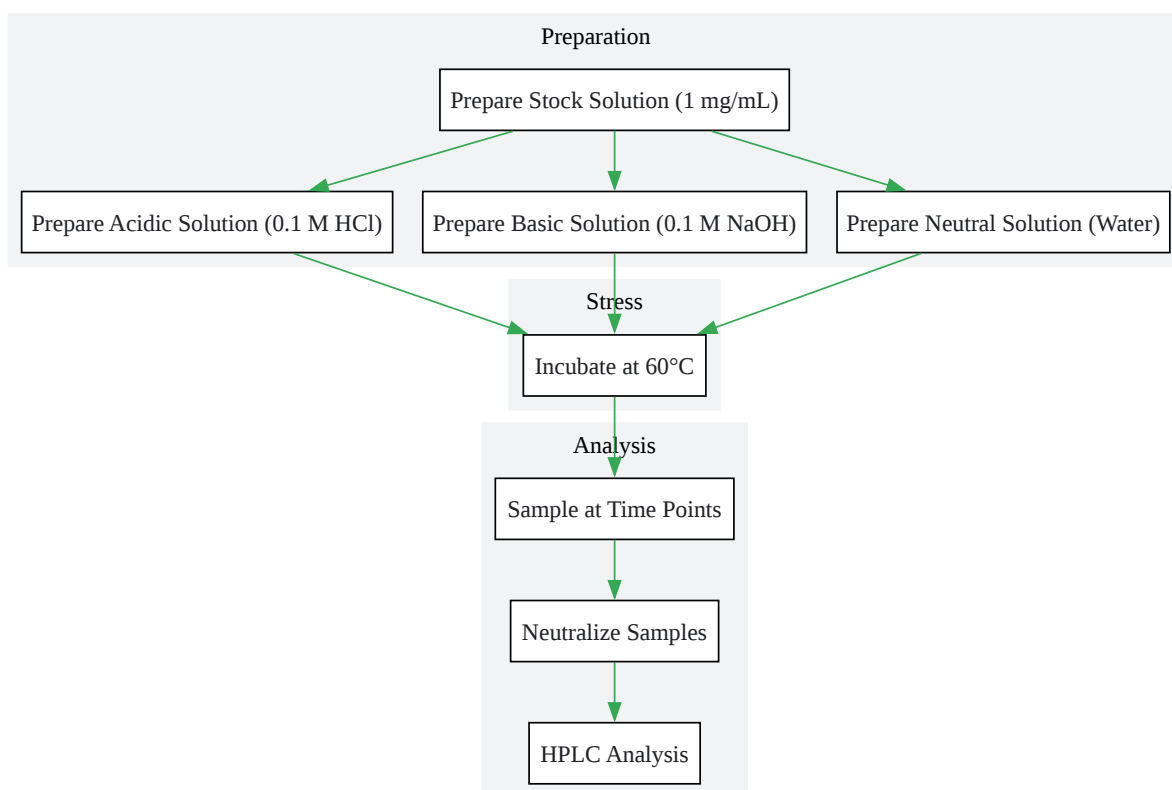 Preparation
Prepare Stock Solution (1 mg/mL)
Prepare Acidic Solution (0.1 M HCl)
Prepare Basic Solution (0.1 M NaOH)
Prepare Neutral Solution (Water)
Stress
Incubate at 60°C
Analysis
Sample at Time Points
Neutralize Samples
HPLC Analysis